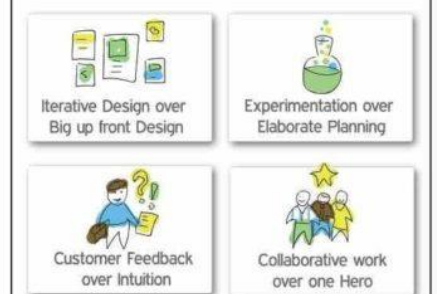 Iterative Design over
Big up front Design
Experimentation over
Elaborate Planning
Customer Feedback
over Intuition
Collaborative work
over one Hero